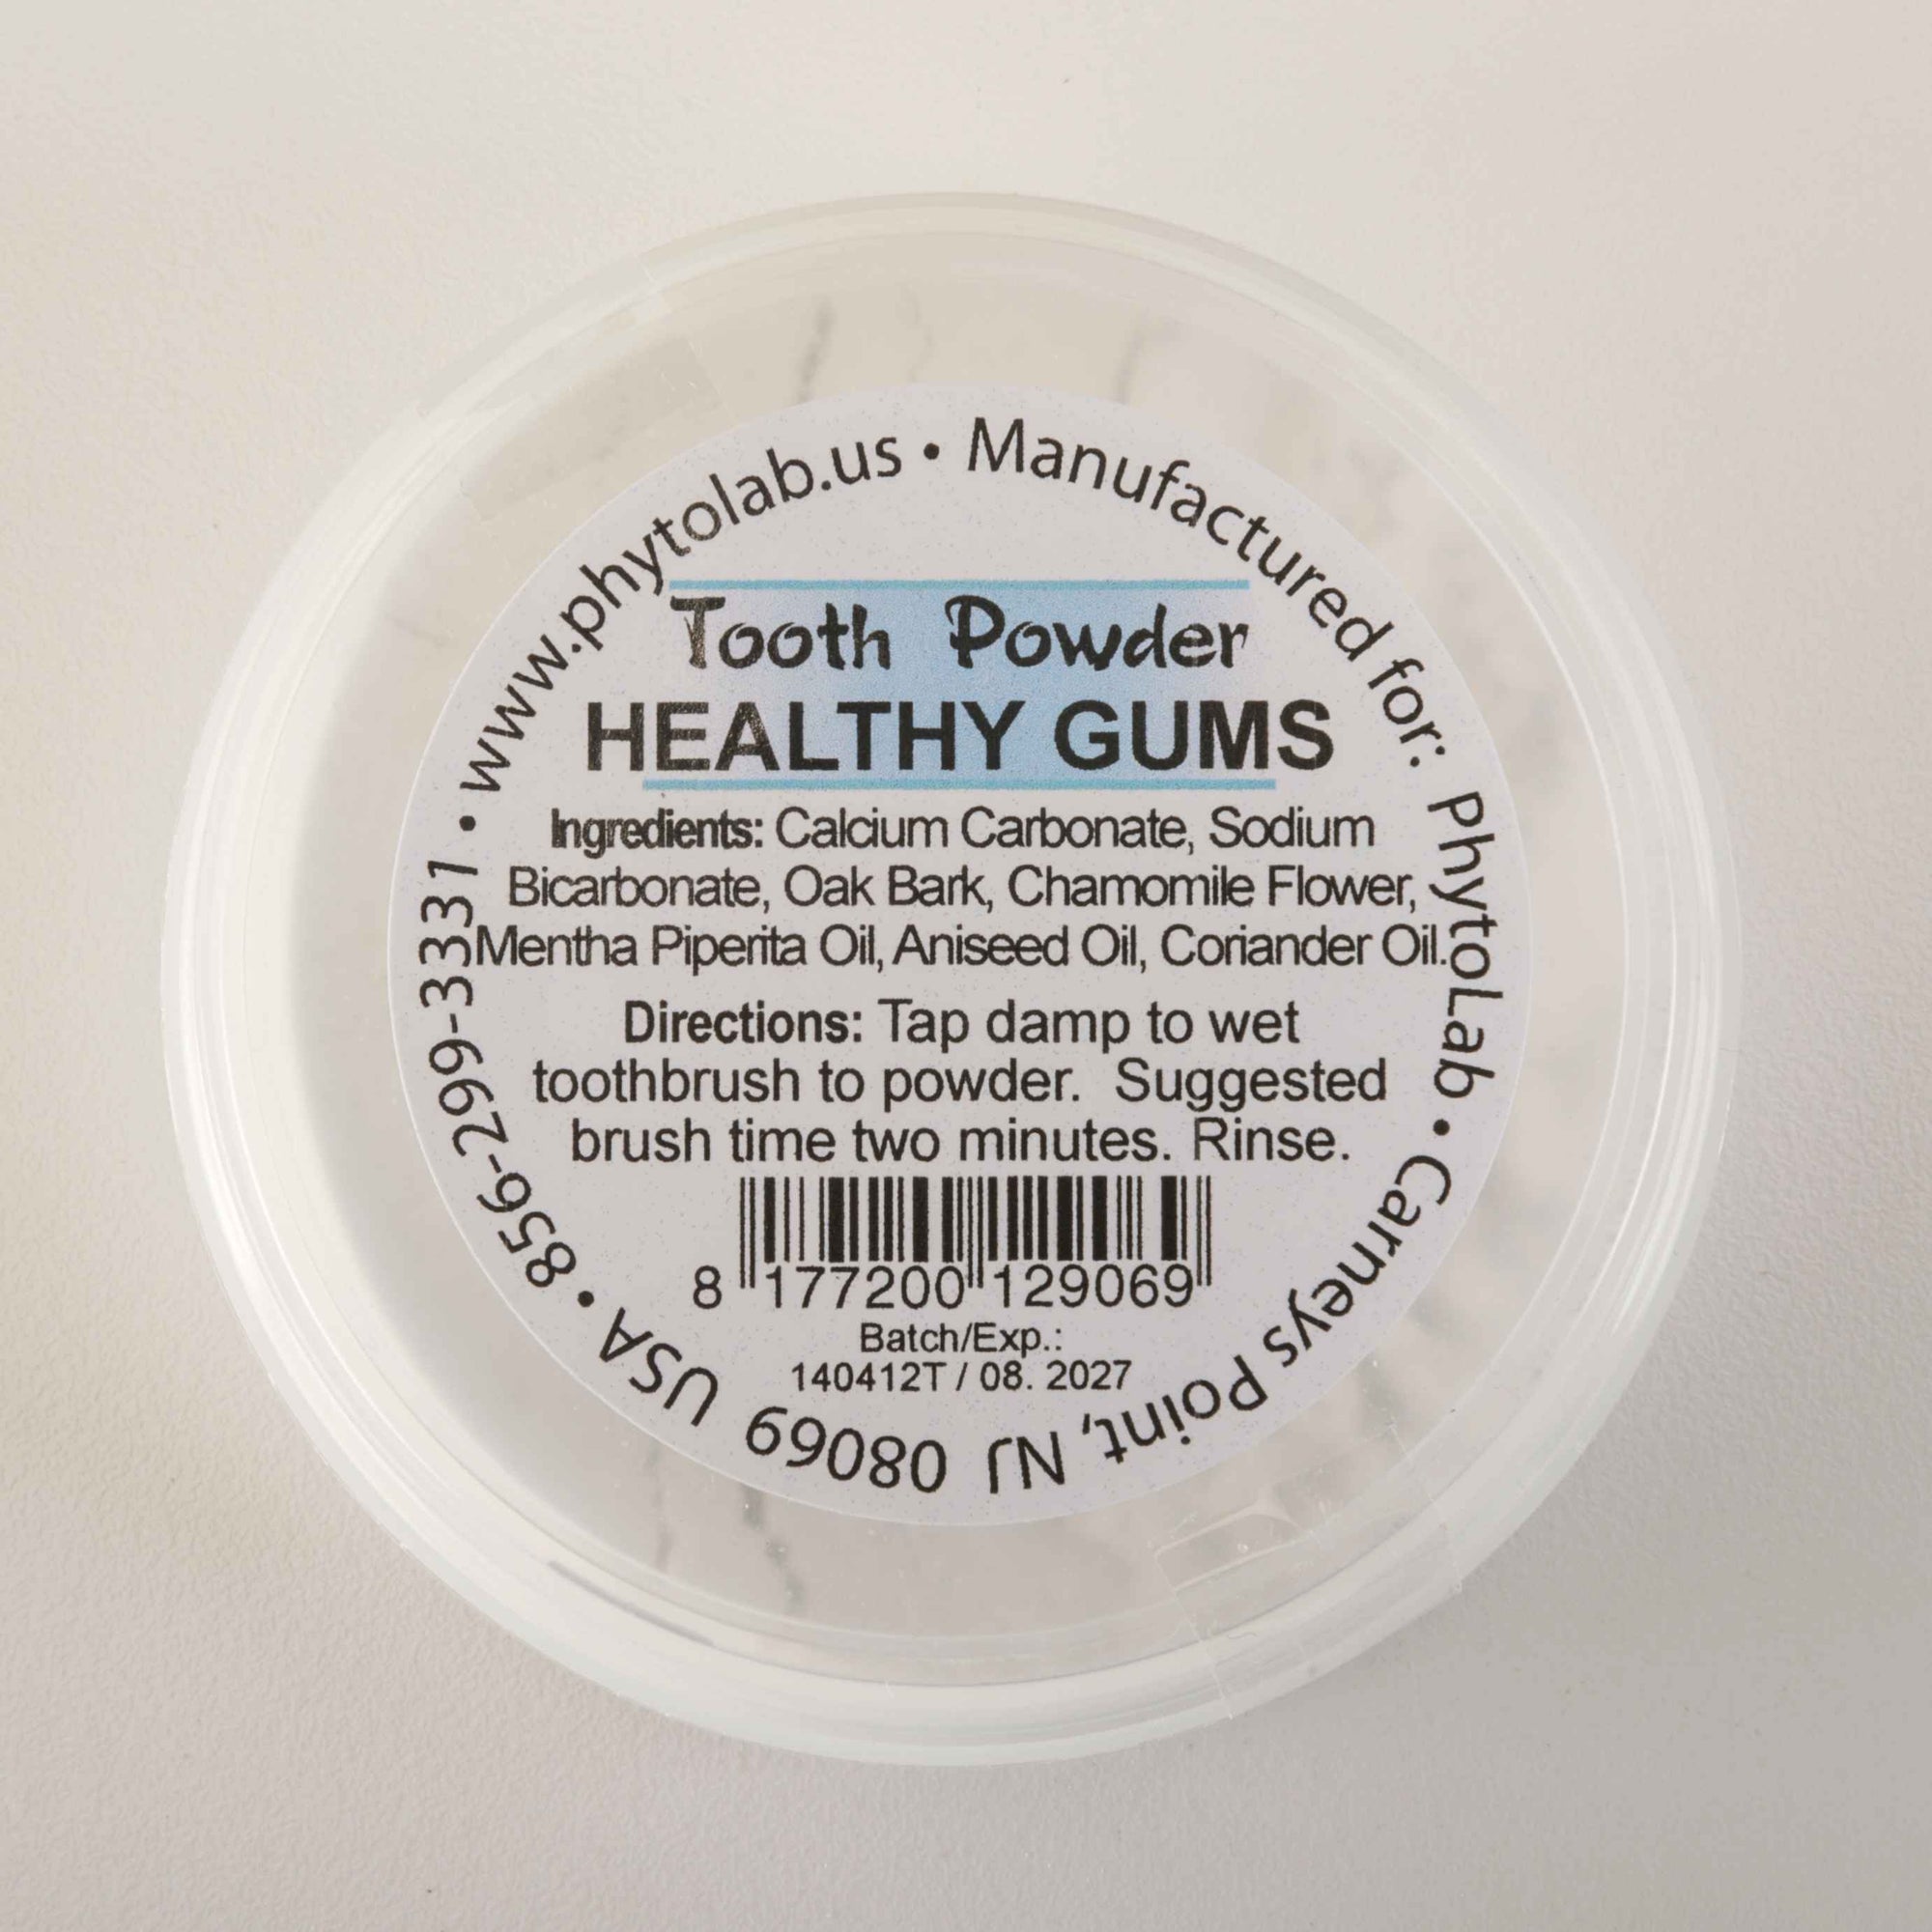 www.phytolab.us • Manufactured for: PhytoLab • Carneys Point, NJ 08069 USA • 856-299-3331 •
Tooth Powder
HEALTHY GUMS
Ingredients: Calcium Carbonate, Sodium
Bicarbonate, Oak Bark, Chamomile Flower,
Mentha Piperita Oil, Aniseed Oil, Coriander Oil.
Directions: Tap damp to wet
toothbrush to powder. Suggested
brush time two minutes. Rinse.
8 177200 129069
Batch/Exp.:
140412T / 08. 2027